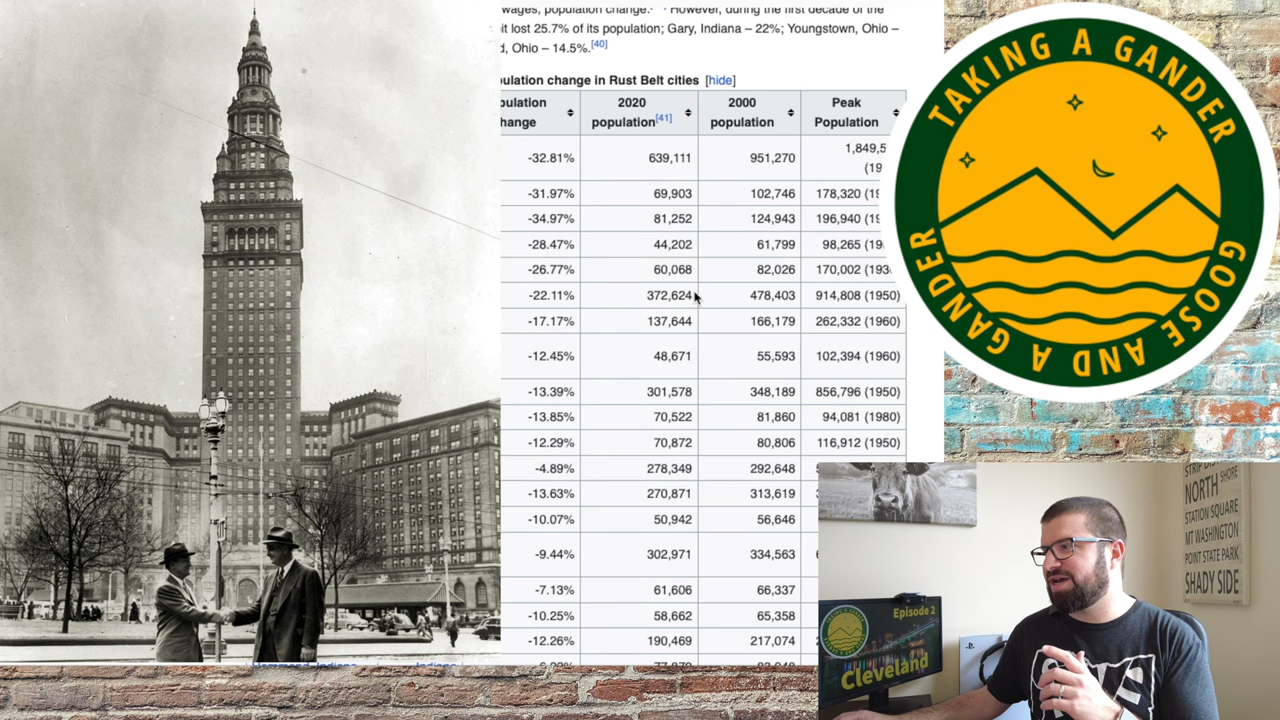 wages, population change. However, during the first decade of the
it lost 25.7% of its population; Gary, Indiana – 22%; Youngstown, Ohio –
, Ohio – 14.5%.[40]
change in Rust Belt cities [hide]
2020 2000 Peak
population[41] population Population
-32.81% 639,111 951,270
-31.97% 69,903 102,746 178,320
-34.97% 81,252 124,943 196,940
-28.47% 44,202 61,799 98,265
-26.77% 60,068 82,026 170,002
-22.11% 372,624 478,403 914,808 (1950)
-17.17% 137,644 166,179 262,332 (1960)
-12.45% 48,671 55,593 102,394 (1960)
-13.39% 301,578 348,189 856,796 (1950)
-13.85% 70,522 81,860 94,081 (1980)
-12.29% 70,872 80,806 116,912 (1950)
-4.89% 278,349 292,648
-13.63% 270,871 313,619
-10.07% 50,942 56,646
-9.44% 302,971 334,563
-7.13% 61,606 66,337
-10.25% 58,662 65,358
-12.26% 190,469 217,074
TAKING A GANDER
GOOSE AND A GANDER
STRIP
NORTH SHORE
STATION SQUARE
MT WASHINGTON
POINT STATE PARK
SHADY SIDE
TAKING A GANDER
Episode 2
Cleveland